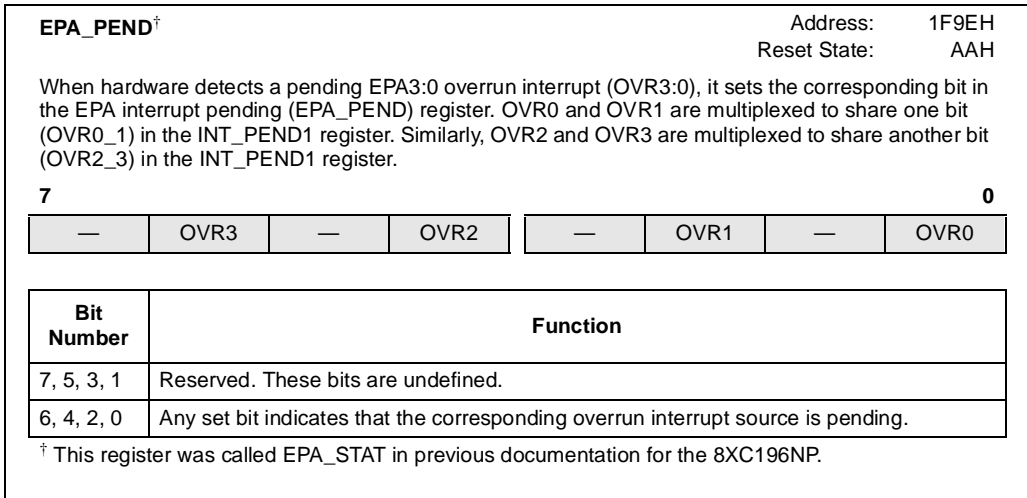 EPA_PEND†
Address: 1F9EH
Reset State: AAH
When hardware detects a pending EPA3:0 overrun interrupt (OVR3:0), it sets the corresponding bit in
the EPA interrupt pending (EPA_PEND) register. OVR0 and OVR1 are multiplexed to share one bit
(OVR0_1) in the INT_PEND1 register. Similarly, OVR2 and OVR3 are multiplexed to share another bit
(OVR2_3) in the INT_PEND1 register.
7 0
— OVR3 — OVR2 — OVR1 — OVR0
Bit
Number
Function
7, 5, 3, 1 Reserved. These bits are undefined.
6, 4, 2, 0 Any set bit indicates that the corresponding overrun interrupt source is pending.
† This register was called EPA_STAT in previous documentation for the 8XC196NP.